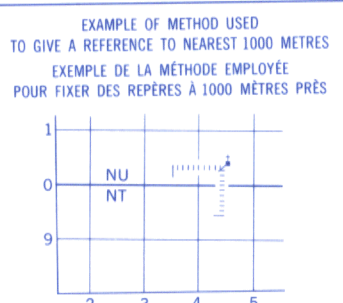 EXAMPLE OF METHOD USED
TO GIVE A REFERENCE TO NEAREST 1000 METRES
EXEMPLE DE LA MÉTHODE EMPLOYÉE
POUR FIXER DES REPÈRES À 1000 MÈTRES PRÈS
1
NU
0
NT
9
2 3 4 5